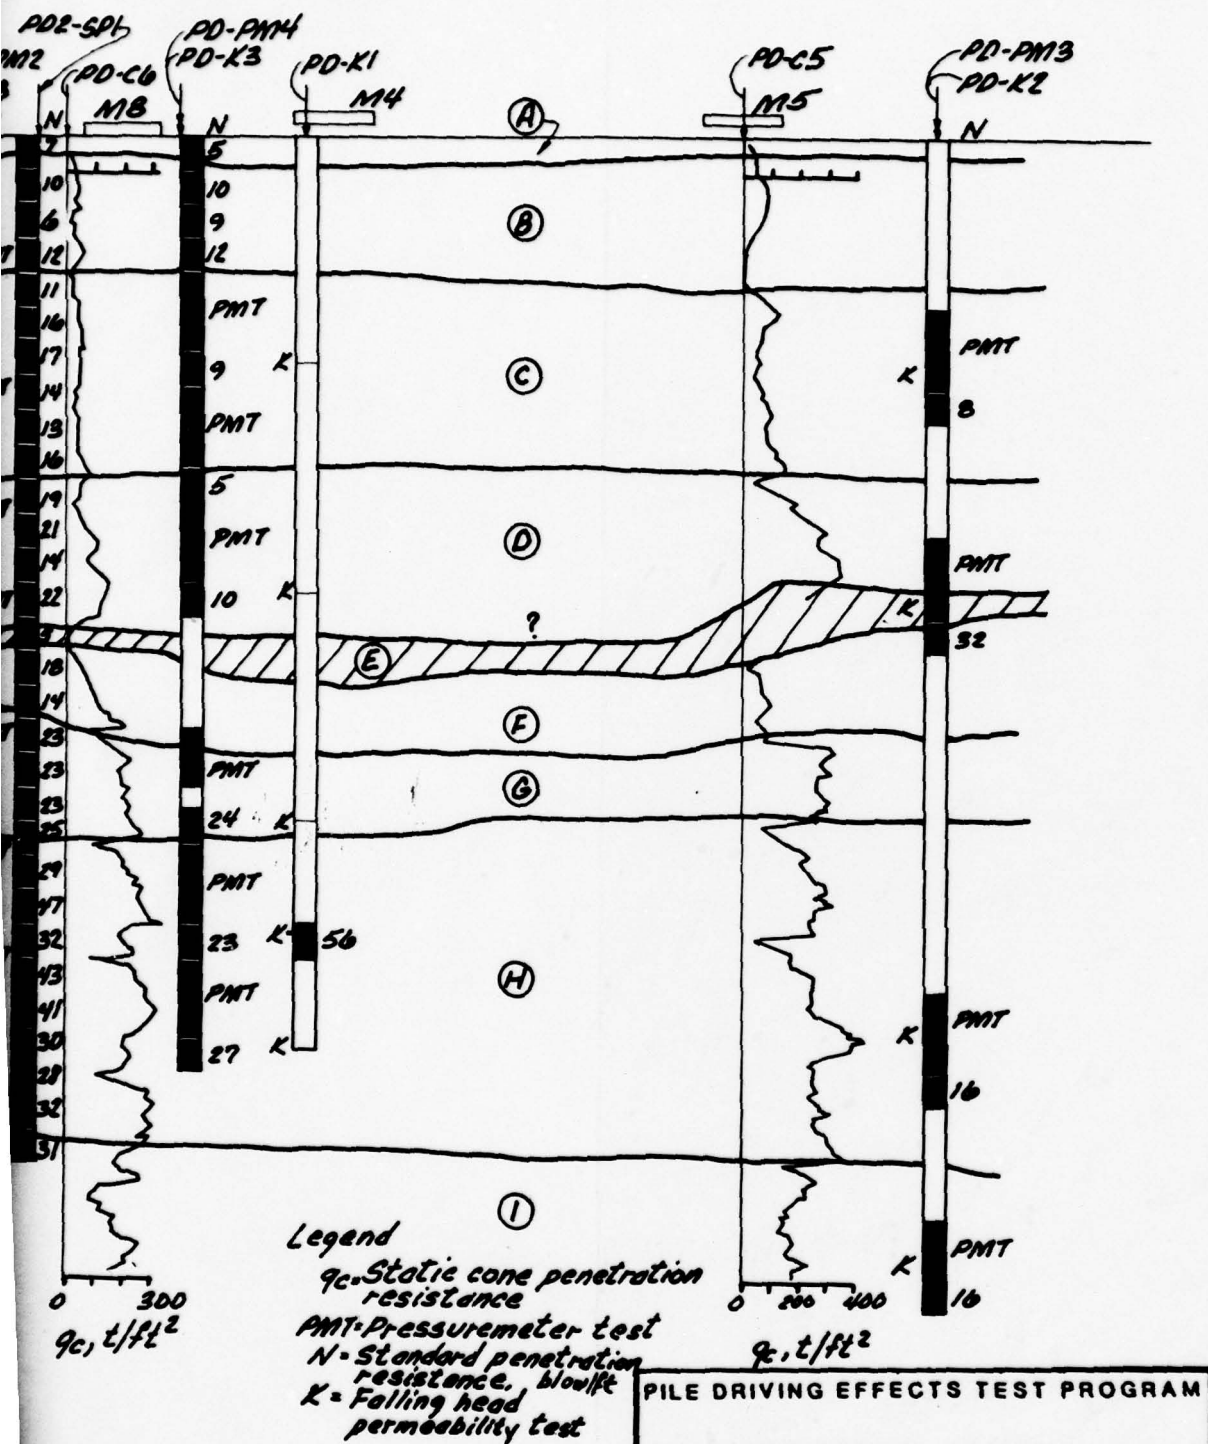 PD2-SP1
PD-PM4
PM2
PD-C6
PD-K3
PD-K1
PD-C5
PD-PM3
PD-K2
M8
M4
M5
N
N
N
A
B
C
D
?
E
F
G
H
I
7
10
6
12
11
16
17
14
13
16
19
21
14
22
18
14
23
23
23
25
29
47
32
43
41
30
28
32
31
5
10
9
12
PMT
9
PMT
5
PMT
10
PMT
24
PMT
23
PMT
27
K
K
K
K 56
K
PMT
K
8
PMT
K
32
PMT
K
16
PMT
K
16
0 300
qc, t/ft2
0 200 400
qc, t/ft2
Legend
qc=Static cone penetration
resistance
PMT=Pressuremeter test
N=Standard penetration
resistance, blow/ft
K = Falling head
permeability test
PILE DRIVING EFFECTS TEST PROGRAM